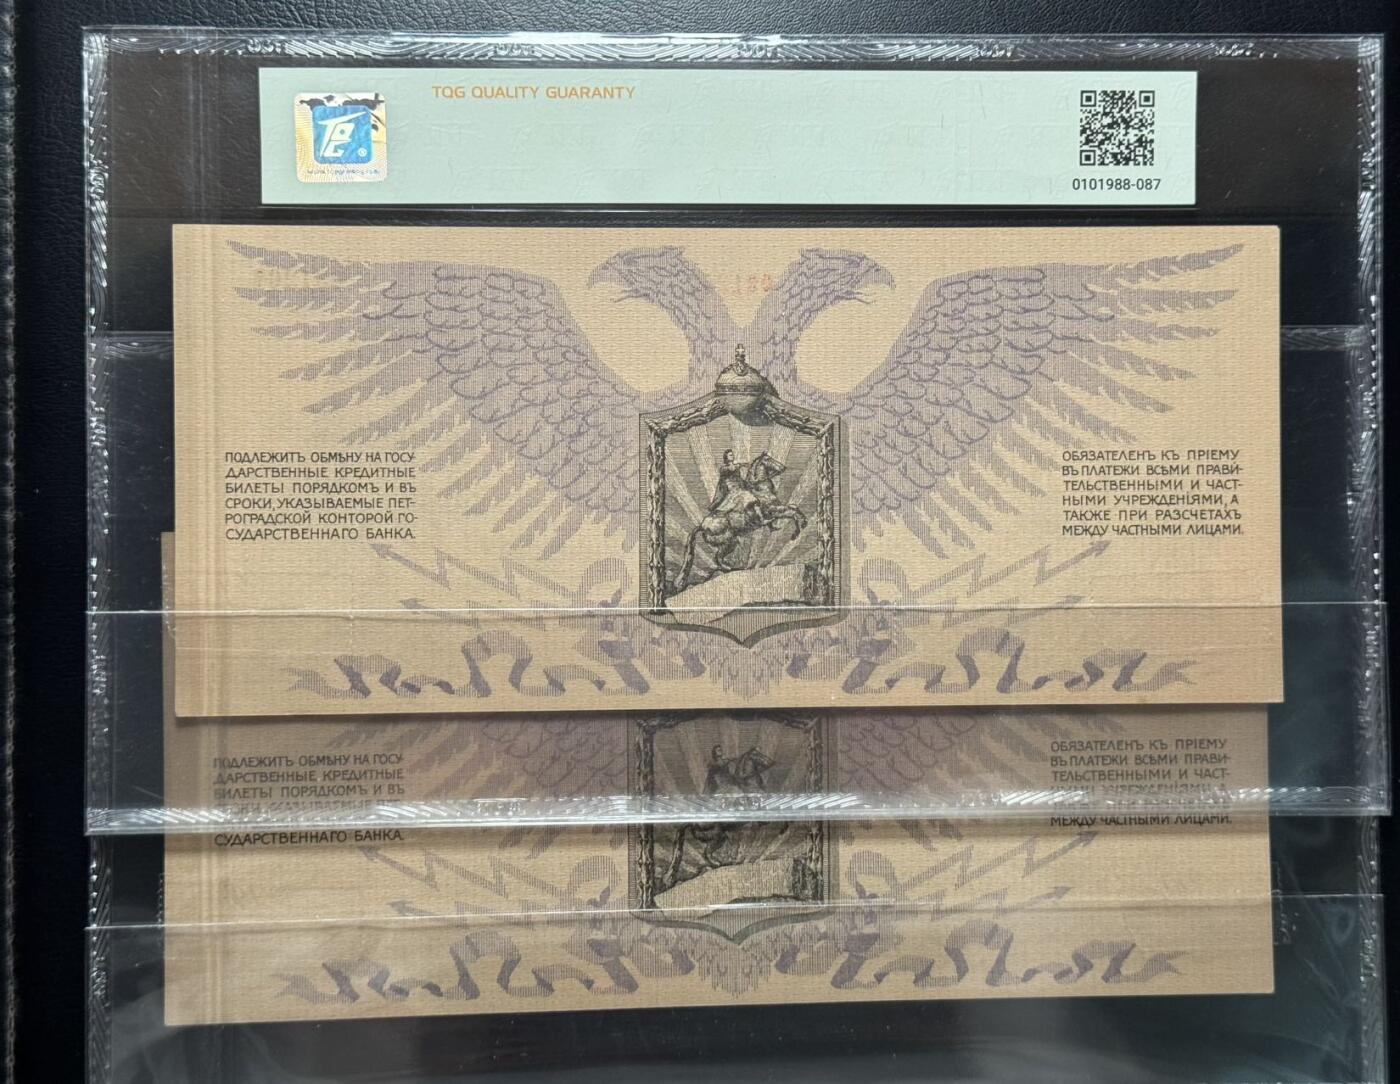 TQG QUALITY GUARANTY
0101988-087
ПОДЛЕЖИТЪ ОБМѢНУ НА ГОСУ-
ДАРСТВЕННЫЕ КРЕДИТНЫЕ
БИЛЕТЫ ПОРЯДКОМЪ И ВЪ
СРОКИ, УКАЗЫВАЕМЫЕ ПЕТ-
РОГРАДСКОЙ КОНТОРОЙ ГО-
СУДАРСТВЕННАГО БАНКА.
ОБЯЗАТЕЛЕНЪ КЪ ПРІЕМУ
ВЪ ПЛАТЕЖИ ВСѢМИ ПРАВИ-
ТЕЛЬСТВЕННЫМИ И ЧАСТ-
НЫМИ УЧРЕЖДЕНІЯМИ, А
ТАКЖЕ ПРИ РАЗСЧЕТАХЪ
МЕЖДУ ЧАСТНЫМИ ЛИЦАМИ.
ПОДЛЕЖИТЪ ОБМѢНУ НА ГОСУ-
ДАРСТВЕННЫЕ КРЕДИТНЫЕ
БИЛЕТЫ ПОРЯДКОМЪ И ВЪ
СУДАРСТВЕННАГО БАНКА.
ОБЯЗАТЕЛЕНЪ КЪ ПРІЕМУ
ВЪ ПЛАТЕЖИ ВСѢМИ ПРАВИ-
ТЕЛЬСТВЕННЫМИ И ЧАСТ-
НЫМИ УЧРЕЖДЕНІЯМИ, А
МЕЖДУ ЧАСТНЫМИ ЛИЦАМИ.